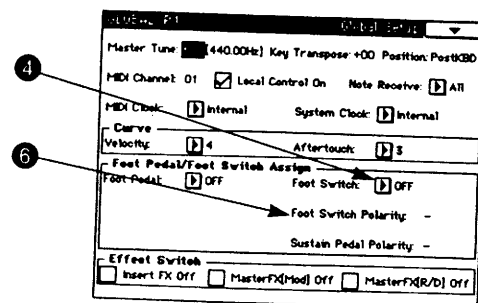 GLOBAL P1 Global Setup
Master Tune: (440.00Hz) Key Transpose: +00 Position: PostKBD
MIDI Channel: 01 Local Control On Note Receive: All
MIDI Clock: Internal System Clock: Internal
Curve
Velocity: 4 Aftertouch: 3
Foot Pedal/Foot Switch Assign
Foot Pedal: OFF Foot Switch: OFF
Foot Switch Polarity: -
Sustain Pedal Polarity: -
Effect Switch
Insert FX Off MasterFX[Mod] Off MasterFX[R/D] Off
4
6